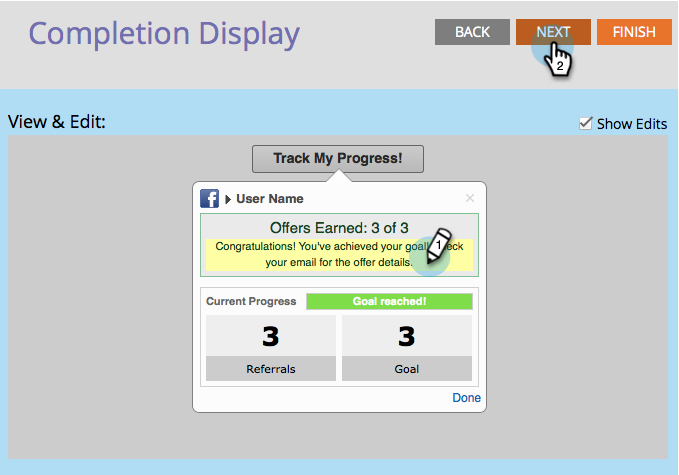 Completion Display
BACK
NEXT
FINISH
2
View & Edit:
Show Edits
Track My Progress!
f
User Name
Offers Earned: 3 of 3
Congratulations! You've achieved your goal! eck
1
your email for the offer details.
Current Progress
Goal reached!
3
3
Referrals
Goal
Done